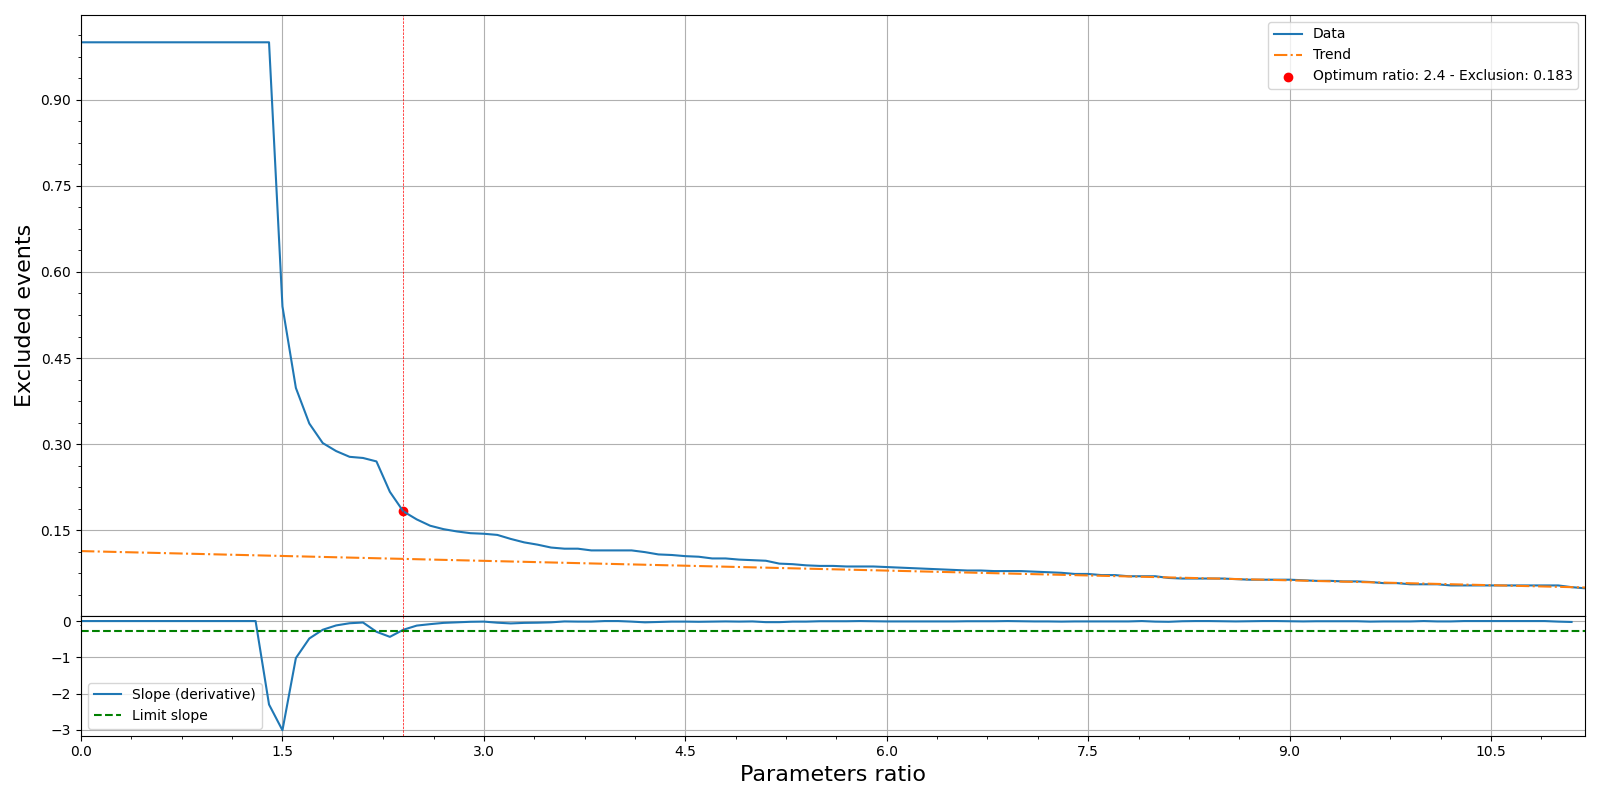 Data
Trend
Optimum ratio: 2.4 - Exclusion: 0.183
Excluded events
0.90
0.75
0.60
0.45
0.30
0.15
0
−1
−2
−3
Slope (derivative)
Limit slope
0.0 1.5 3.0 4.5 6.0 7.5 9.0 10.5
Parameters ratio